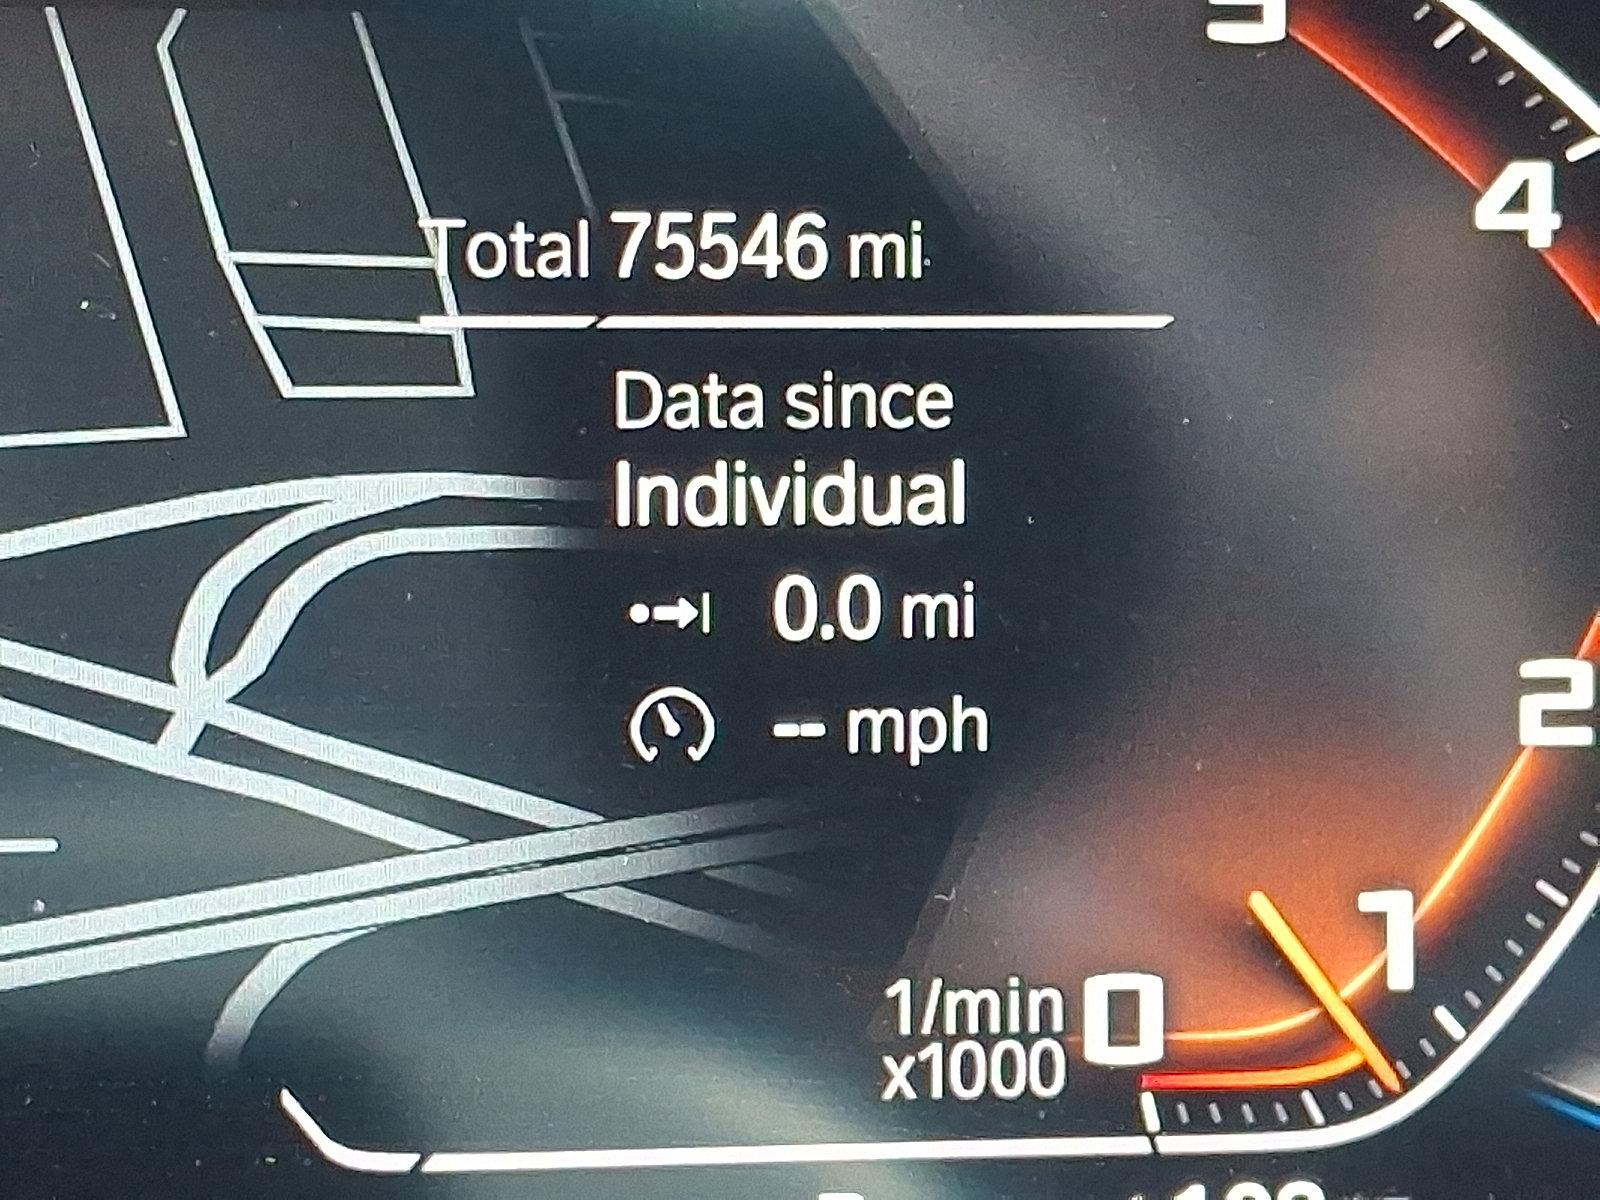 Total 75546 mi
Data since
Individual
0.0 mi
-- mph
4
2
1
1/min 0
x1000